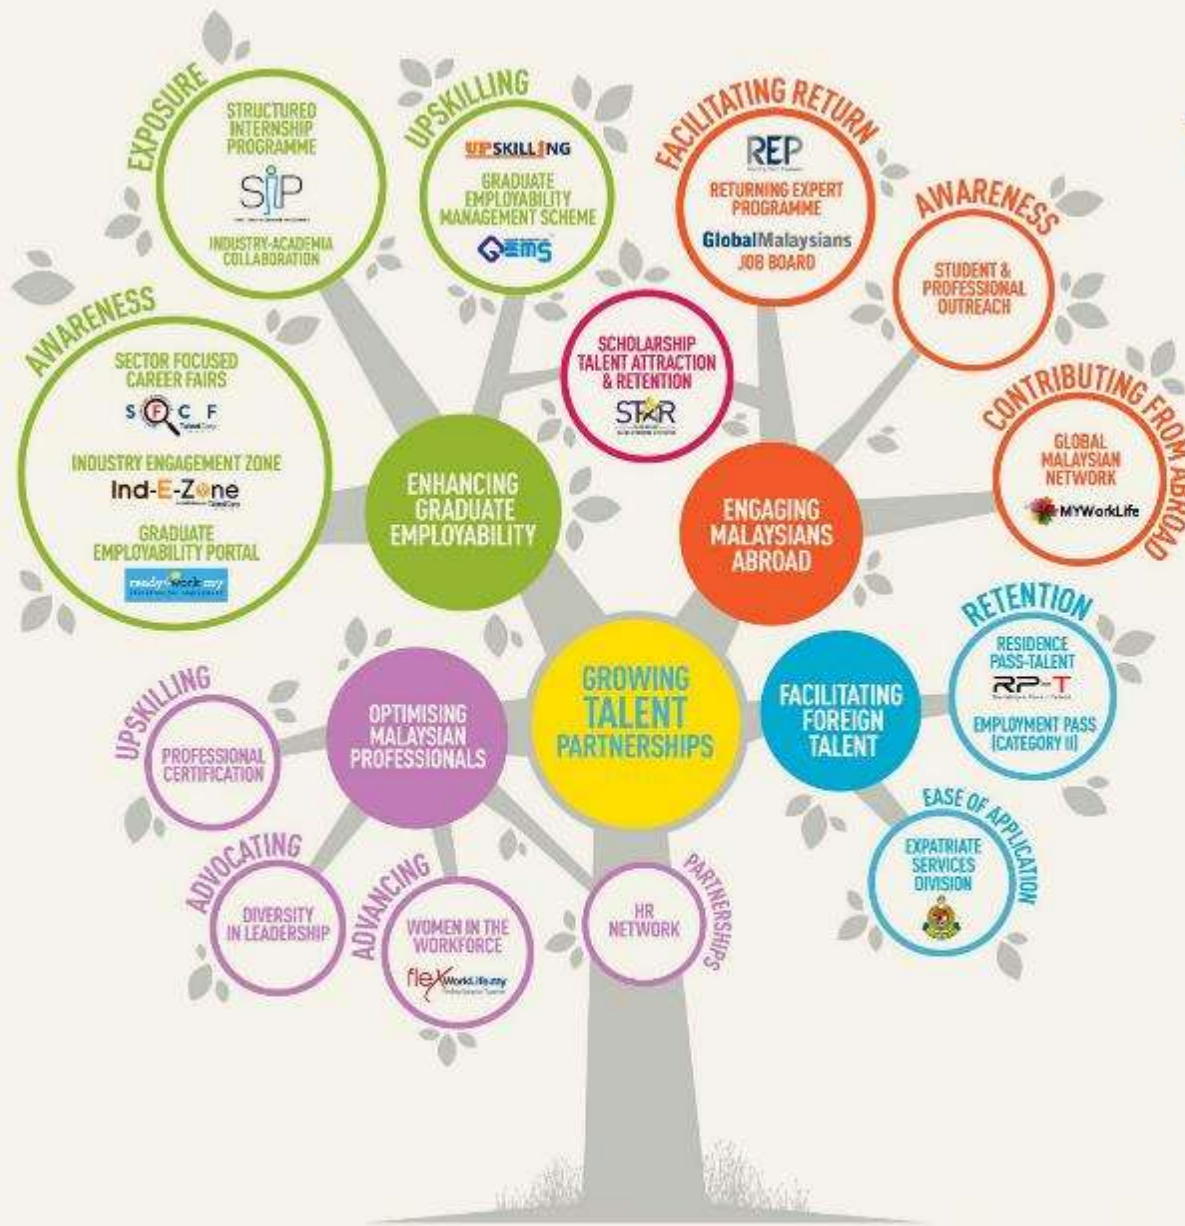 EXPOSURE
STRUCTURED
INTERNSHIP
PROGRAMME
SIP
INDUSTRY-ACADEMIA
COLLABORATION
UPSKILLING
UPSKILLING
GRADUATE
EMPLOYABILITY
MANAGEMENT SCHEME
GEMS
FACILITATING RETURN
REP
RETURNING EXPERT
PROGRAMME
GlobalMalaysians
JOB BOARD
AWARENESS
STUDENT &
PROFESSIONAL
OUTREACH
AWARENESS
SECTOR FOCUSED
CAREER FAIRS
S F C F
TalentCorp
INDUSTRY ENGAGEMENT ZONE
Ind-E-Zone
TalentCorp
GRADUATE
EMPLOYABILITY PORTAL
ready4work.my
SCHOLARSHIP
TALENT ATTRACTION
& RETENTION
STAR
CONTRIBUTING FROM ABROAD
GLOBAL
MALAYSIAN
NETWORK
MYWorkLife
ENHANCING
GRADUATE
EMPLOYABILITY
ENGAGING
MALAYSIANS
ABROAD
GROWING
TALENT
PARTNERSHIPS
OPTIMISING
MALAYSIAN
PROFESSIONALS
FACILITATING
FOREIGN
TALENT
RETENTION
RESIDENCE
PASS-TALENT
RP-T
EMPLOYMENT PASS
(CATEGORY II)
UPSKILLING
PROFESSIONAL
CERTIFICATION
ADVOCATING
DIVERSITY
IN LEADERSHIP
ADVANCING
WOMEN IN THE
WORKFORCE
flexWorkLife.my
PARTNERSHIPS
HR
NETWORK
EASE OF APPLICATION
EXPATRIATE
SERVICES
DIVISION